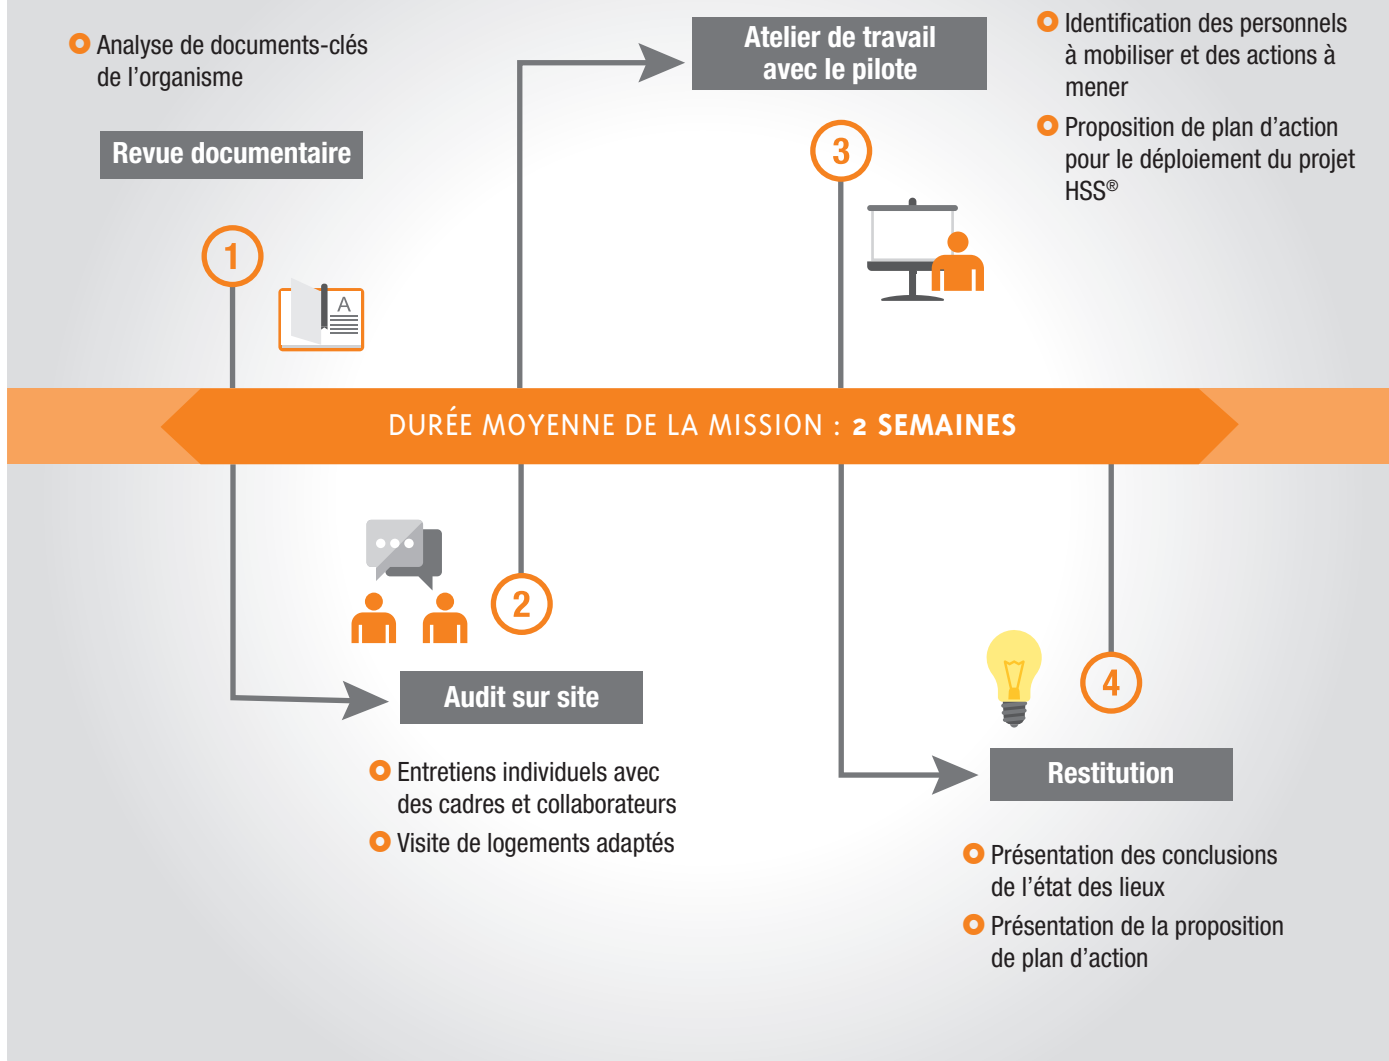 Analyse de documents-clés
de l’organisme
Revue documentaire
1
A
Atelier de travail
avec le pilote
3
Identification des personnels
à mobiliser et des actions à
mener
Proposition de plan d’action
pour le déploiement du projet
HSS®
DURÉE MOYENNE DE LA MISSION : 2 SEMAINES
2
Audit sur site
Entretiens individuels avec
des cadres et collaborateurs
Visite de logements adaptés
4
Restitution
Présentation des conclusions
de l’état des lieux
Présentation de la proposition
de plan d’action